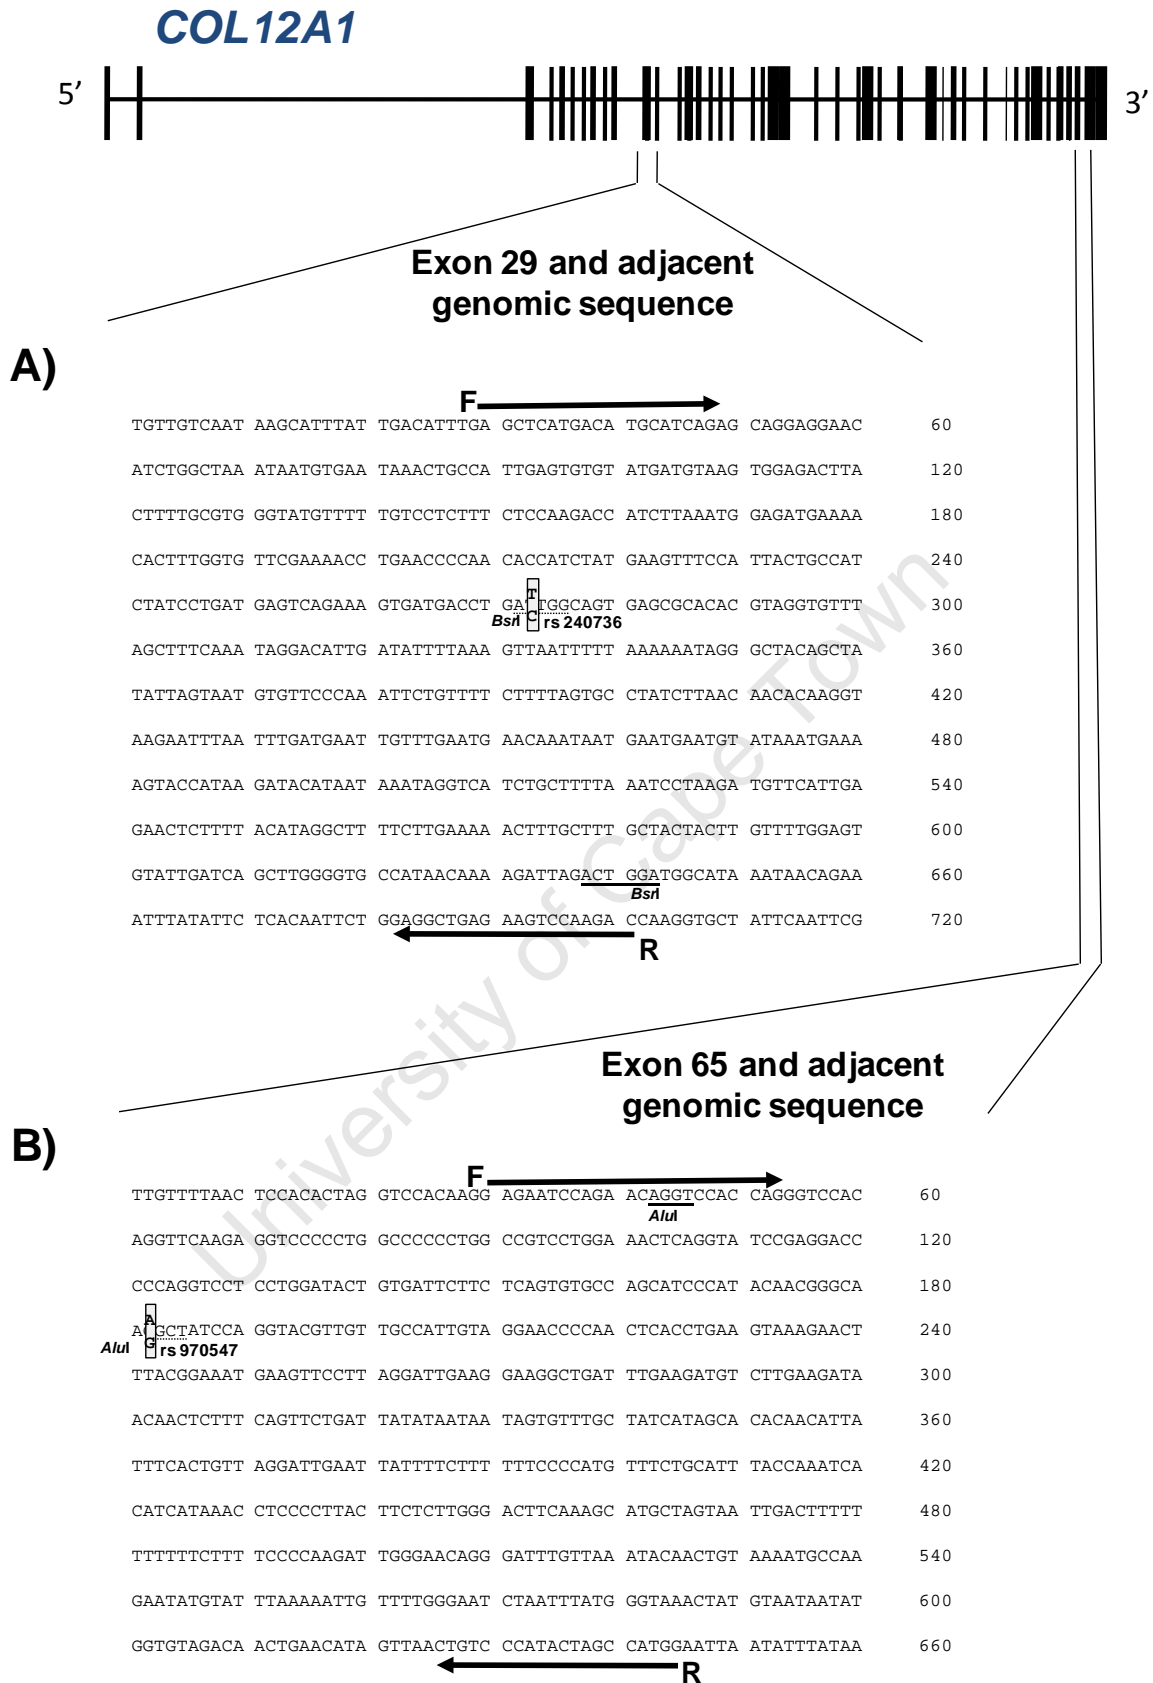 COL12A1
5’
3’
Exon 29 and adjacent
genomic sequence
A)
F
TGTTGTCAAT AAGCATTTAT TGACATTTGA GCTCATGACA TGCATCAGAG CAGGAGGAAC 60
ATCTGGCTAA ATAATGTGAA TAAACTGCCA TTGAGTGTGT ATGATGTAAG TGGAGACTTA 120
CTTTTGCGTG GGTATGTTTT TGTCCTCTTT CTCCAAGACC ATCTTAAATG GAGATGAAAA 180
CACTTTGGTG TTCGAAAACC TGAACCCCAA CACCATCTAT GAAGTTTCCA TTACTGCCAT 240
T
CTATCCTGAT GAGTCAGAAA GTGATGACCT GATTGGCAGT GAGCGCACAC GTAGGTGTTT 300
BsrI C rs 240736
AGCTTTCAAA TAGGACATTG ATATTTTAAA GTTAATTTTT AAAAAATAGG GCTACAGCTA 360
TATTAGTAAT GTGTTCCCAA ATTCTGTTTT CTTTTAGTGC CTATCTTAAC AACACAAGGT 420
AAGAATTTAA TTTGATGAAT TGTTTGAATG AACAAATAAT GAATGAATGT ATAAATGAAA 480
AGTACCATAA GATACATAAT AAATAGGTCA TCTGCTTTTA AATCCTAAGA TGTTCATTGA 540
GAACTCTTTT ACATAGGCTT TTCTTGAAAA ACTTTGCTTT GCTACTACTT GTTTTGGAGT 600
GTATTGATCA GCTTGGGGTG CCATAACAAA AGATTAGACT GGATGGCATA AATAACAGAA 660
BsrI
ATTTATATTC TCACAATTCT GGAGGCTGAG AAGTCCAAGA CCAAGGTGCT ATTCAATTCG 720
R
Exon 65 and adjacent
genomic sequence
B)
F
TTGTTTTAAC TCCACACTAG GTCCACAAGG AGAATCCAGA ACAGGTCCAC CAGGGTCCAC 60
AluI
AGGTTCAAGA GGTCCCCCTG GCCCCCCTGG CCGTCCTGGA AACTCAGGTA TCCGAGGACC 120
CCCAGGTCCT CCTGGATACT GTGATTCTTC TCAGTGTGCC AGCATCCCAT ACAACGGGCA 180
A
AGGCTATCCA GGTACGTTGT TGCCATTGTA GGAACCCCAA CTCACCTGAA GTAAAGAACT 240
AluI G rs 970547
TTACGGAAAT GAAGTTCCTT AGGATTGAAG GAAGGCTGAT TTGAAGATGT CTTGAAGATA 300
ACAACTCTTT CAGTTCTGAT TATATAATAA TAGTGTTTGC TATCATAGCA CACAACATTA 360
TTTCACTGTT AGGATTGAAT TATTTTCTTT TTTCCCCATG TTTCTGCATT TACCAAATCA 420
CATCATAAAC CTCCCCTTAC TTCTCTTGGG ACTTCAAAGC ATGCTAGTAA TTGACTTTTT 480
TTTTTTCTTT TCCCCAAGAT TGGGAACAGG GATTTGTTAA ATACAACTGT AAAATGCCAA 540
GAATATGTAT TTAAAAATTG TTTTGGGAAT CTAATTTATG GGTAAACTAT GTAATAATAT 600
GGTGTAGACA ACTGAACATA GTTAACTGTC CCATACTAGC CATGGAATTA ATATTTATAA 660
R
University of Cape Town